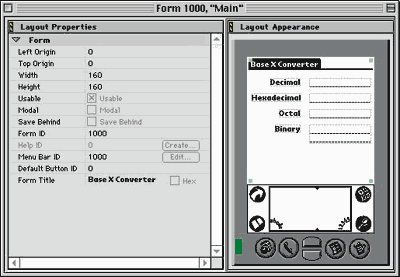 Form 1000, "Main"
Layout Properties
Form
Left Origin 0
Top Origin 0
Width 160
Height 160
Usable Usable
Modal Modal
Save Behind Save Behind
Form ID 1000
Help ID 0 Create...
Menu Bar ID 1000 Edit...
Default Button ID 0
Form Title Base X Converter Hex
Layout Appearance
Base X Converter
Decimal
Hexadecimal
Octal
Binary